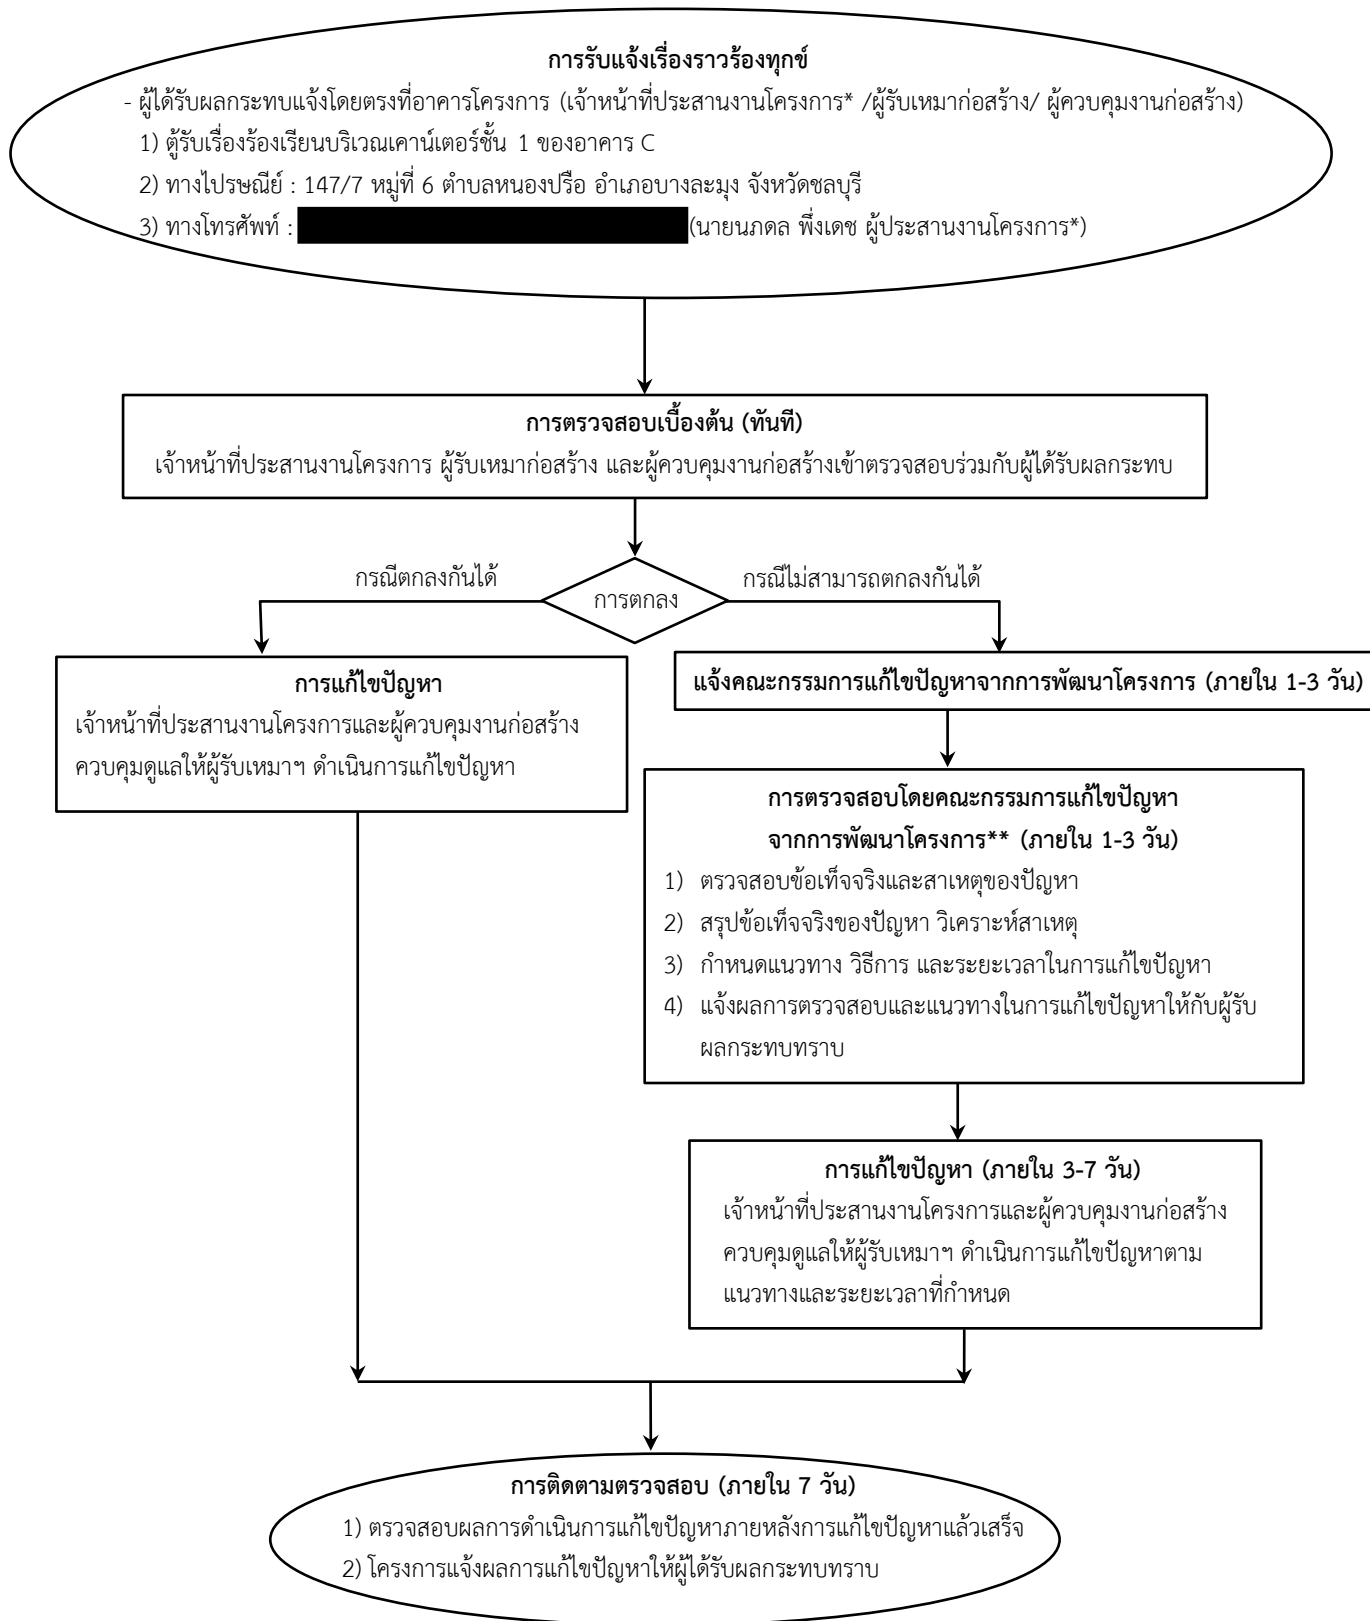 การรับแจ้งเรื่องราวร้องทุกข์
- ผู้ได้รับผลกระทบแจ้งโดยตรงที่อาคารโครงการ (เจ้าหน้าที่ประสานงานโครงการ* /ผู้รับเหมาก่อสร้าง/ ผู้ควบคุมงานก่อสร้าง)
1) ตู้รับเรื่องร้องเรียนบริเวณเคาน์เตอร์ชั้น 1 ของอาคาร C
2) ทางไปรษณีย์ : 147/7 หมู่ที่ 6 ตำบลหนองปรือ อำเภอบางละมุง จังหวัดชลบุรี
3) ทางโทรศัพท์ : (นายนภดล พึ่งเดช ผู้ประสานงานโครงการ*)
การตรวจสอบเบื้องต้น (ทันที)
เจ้าหน้าที่ประสานงานโครงการ ผู้รับเหมาก่อสร้าง และผู้ควบคุมงานก่อสร้างเข้าตรวจสอบร่วมกับผู้ได้รับผลกระทบ
กรณีตกลงกันได้
การตกลง
กรณีไม่สามารถตกลงกันได้
การแก้ไขปัญหา
เจ้าหน้าที่ประสานงานโครงการและผู้ควบคุมงานก่อสร้าง
ควบคุมดูแลให้ผู้รับเหมาฯ ดำเนินการแก้ไขปัญหา
แจ้งคณะกรรมการแก้ไขปัญหาจากการพัฒนาโครงการ (ภายใน 1-3 วัน)
การตรวจสอบโดยคณะกรรมการแก้ไขปัญหา
จากการพัฒนาโครงการ** (ภายใน 1-3 วัน)
1) ตรวจสอบข้อเท็จจริงและสาเหตุของปัญหา
2) สรุปข้อเท็จจริงของปัญหา วิเคราะห์สาเหตุ
3) กำหนดแนวทาง วิธีการ และระยะเวลาในการแก้ไขปัญหา
4) แจ้งผลการตรวจสอบและแนวทางในการแก้ไขปัญหาให้กับผู้รับ
ผลกระทบทราบ
การแก้ไขปัญหา (ภายใน 3-7 วัน)
เจ้าหน้าที่ประสานงานโครงการและผู้ควบคุมงานก่อสร้าง
ควบคุมดูแลให้ผู้รับเหมาฯ ดำเนินการแก้ไขปัญหาตาม
แนวทางและระยะเวลาที่กำหนด
การติดตามตรวจสอบ (ภายใน 7 วัน)
1) ตรวจสอบผลการดำเนินการแก้ไขปัญหาภายหลังการแก้ไขปัญหาแล้วเสร็จ
2) โครงการแจ้งผลการแก้ไขปัญหาให้ผู้ได้รับผลกระทบทราบ